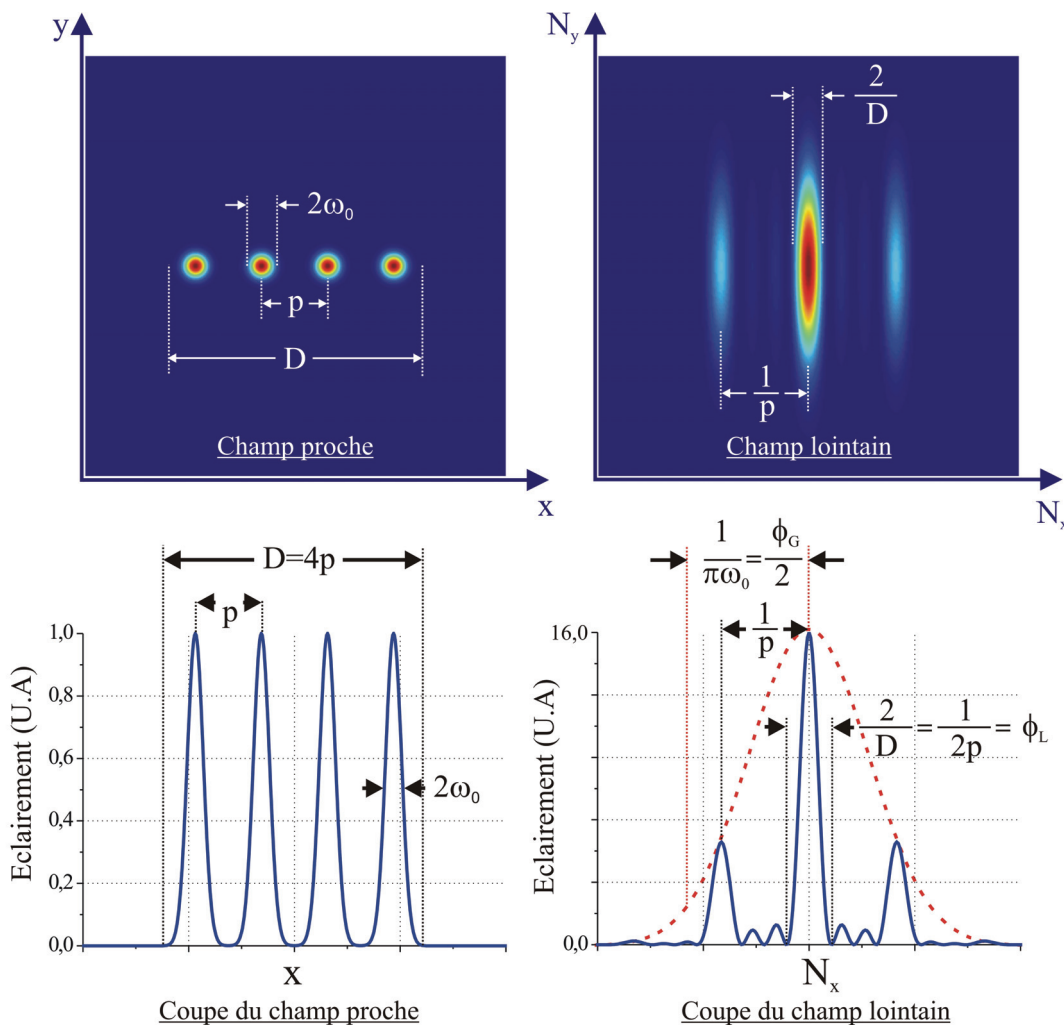 y
2ω₀
p
D
Champ proche
x
N_y
2
D
1
p
Champ lointain
N_x
D=4p
p
1,0
0,8
0,6
0,4
0,2
0,0
2ω₀
Eclairement (U.A)
x
Coupe du champ proche
1/πω₀ = ϕ_G/2
1/p
16,0
0,0
2/D = 1/2p = ϕ_L
Eclairement (U.A)
N_x
Coupe du champ lointain